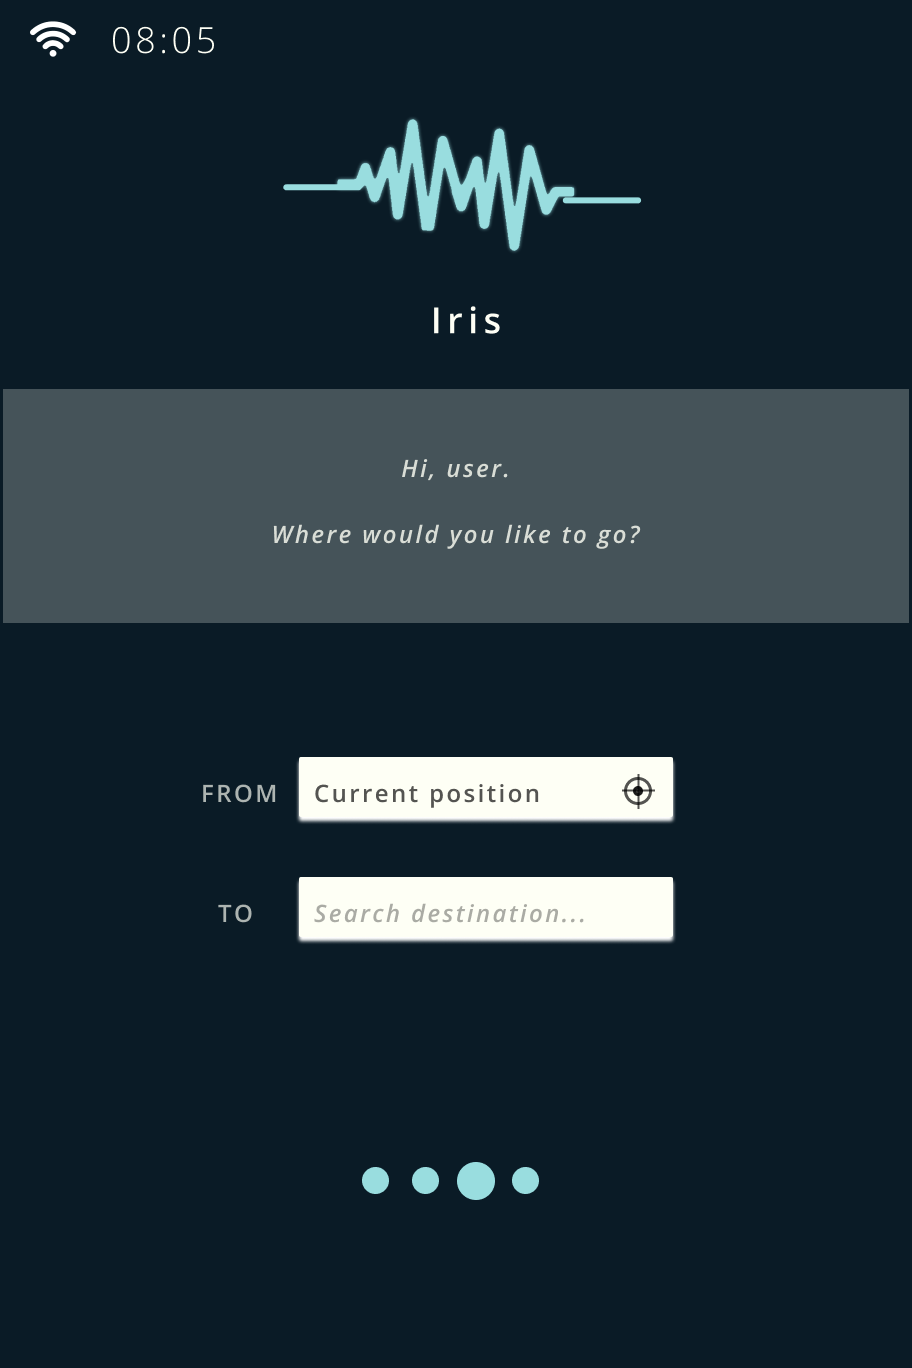 08:05
Iris
Hi, user.
Where would you like to go?
FROM Current position
TO Search destination...